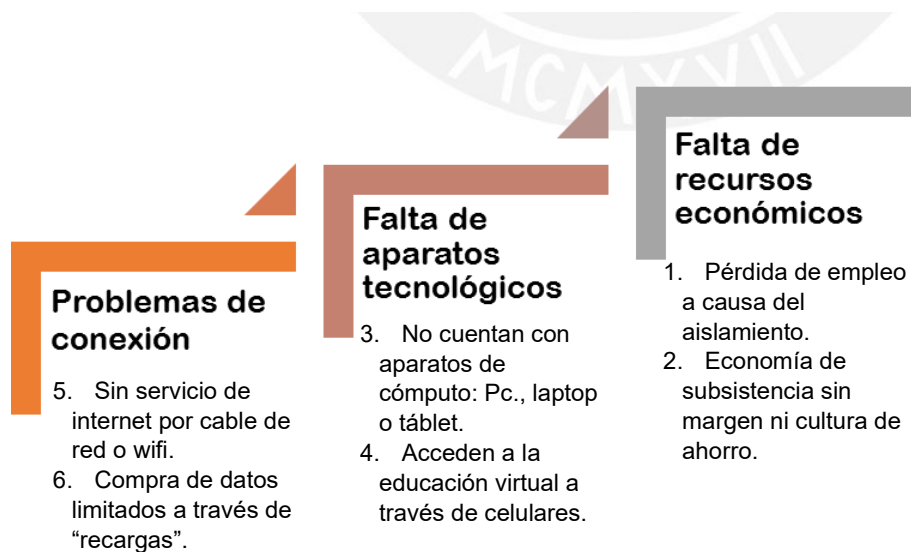 MCMXVII
Problemas de
conexión
5. Sin servicio de
internet por cable de
red o wifi.
6. Compra de datos
limitados a través de
“recargas”.
Falta de
aparatos
tecnológicos
3. No cuentan con
aparatos de
cómputo: Pc., laptop
o táblet.
4. Acceden a la
educación virtual a
través de celulares.
Falta de
recursos
económicos
1. Pérdida de empleo
a causa del
aislamiento.
2. Economía de
subsistencia sin
margen ni cultura de
ahorro.